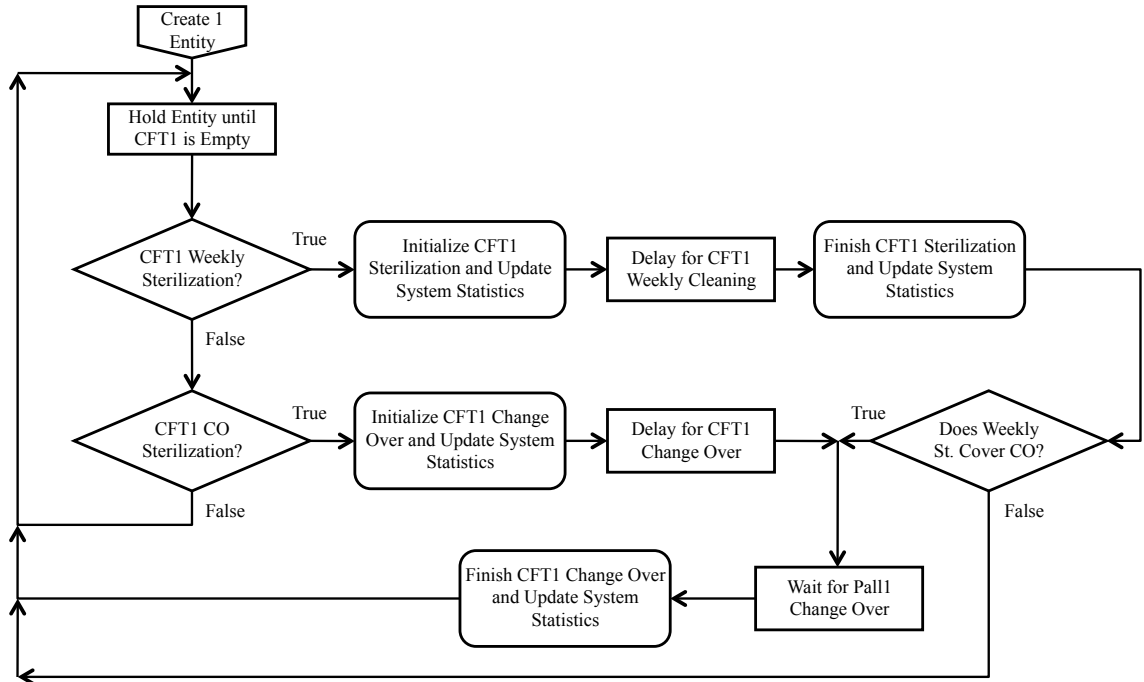 Create 1
Entity
Hold Entity until
CFT1 is Empty
CFT1 Weekly
Sterilization?
True
Initialize CFT1
Sterilization and Update
System Statistics
Delay for CFT1
Weekly Cleaning
Finish CFT1 Sterilization
and Update System
Statistics
False
CFT1 CO
Sterilization?
True
Initialize CFT1 Change
Over and Update System
Statistics
Delay for CFT1
Change Over
True
Does Weekly
St. Cover CO?
False
False
Finish CFT1 Change Over
and Update System
Statistics
Wait for Pall1
Change Over